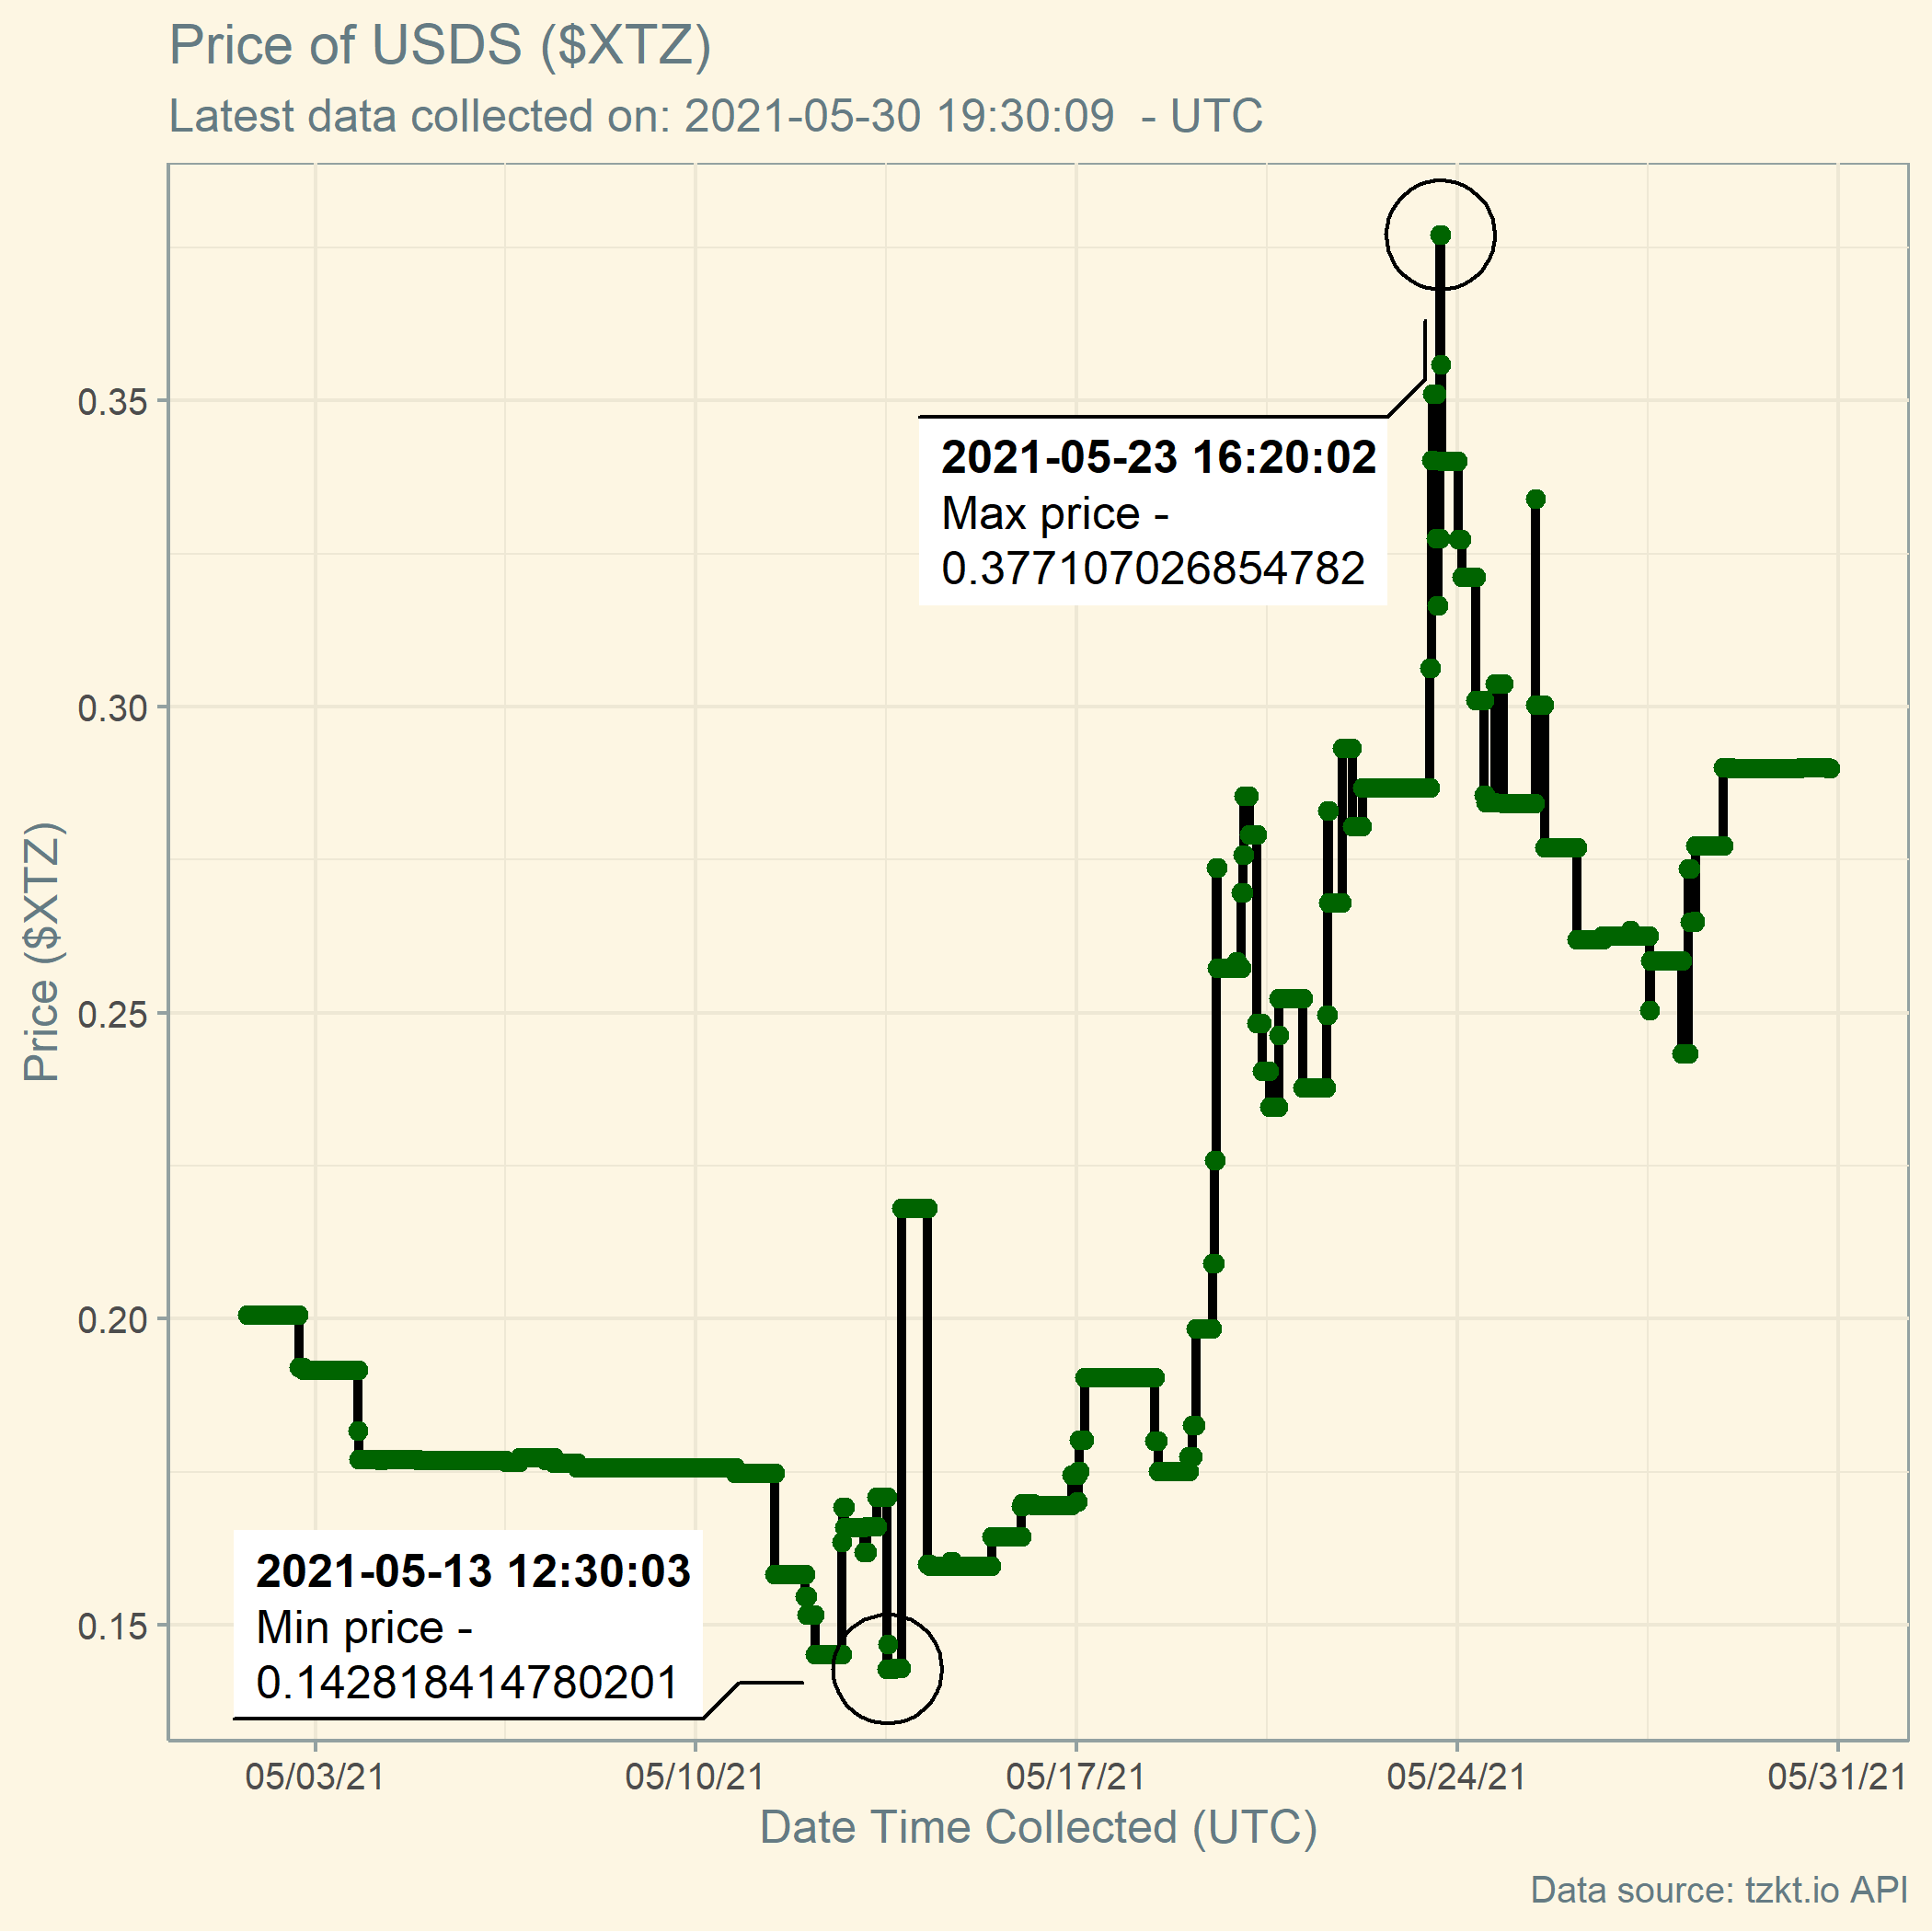 Price of USDS ($XTZ)
Latest data collected on: 2021-05-30 19:30:09  - UTC
2021-05-23 16:20:02
Max price -
0.377107026854782
0.35
0.30
0.25
0.20
0.15
Price ($XTZ)
2021-05-13 12:30:03
Min price -
0.142818414780201
05/03/21
05/10/21
05/17/21
05/24/21
05/31/21
Date Time Collected (UTC)
Data source: tzkt.io API